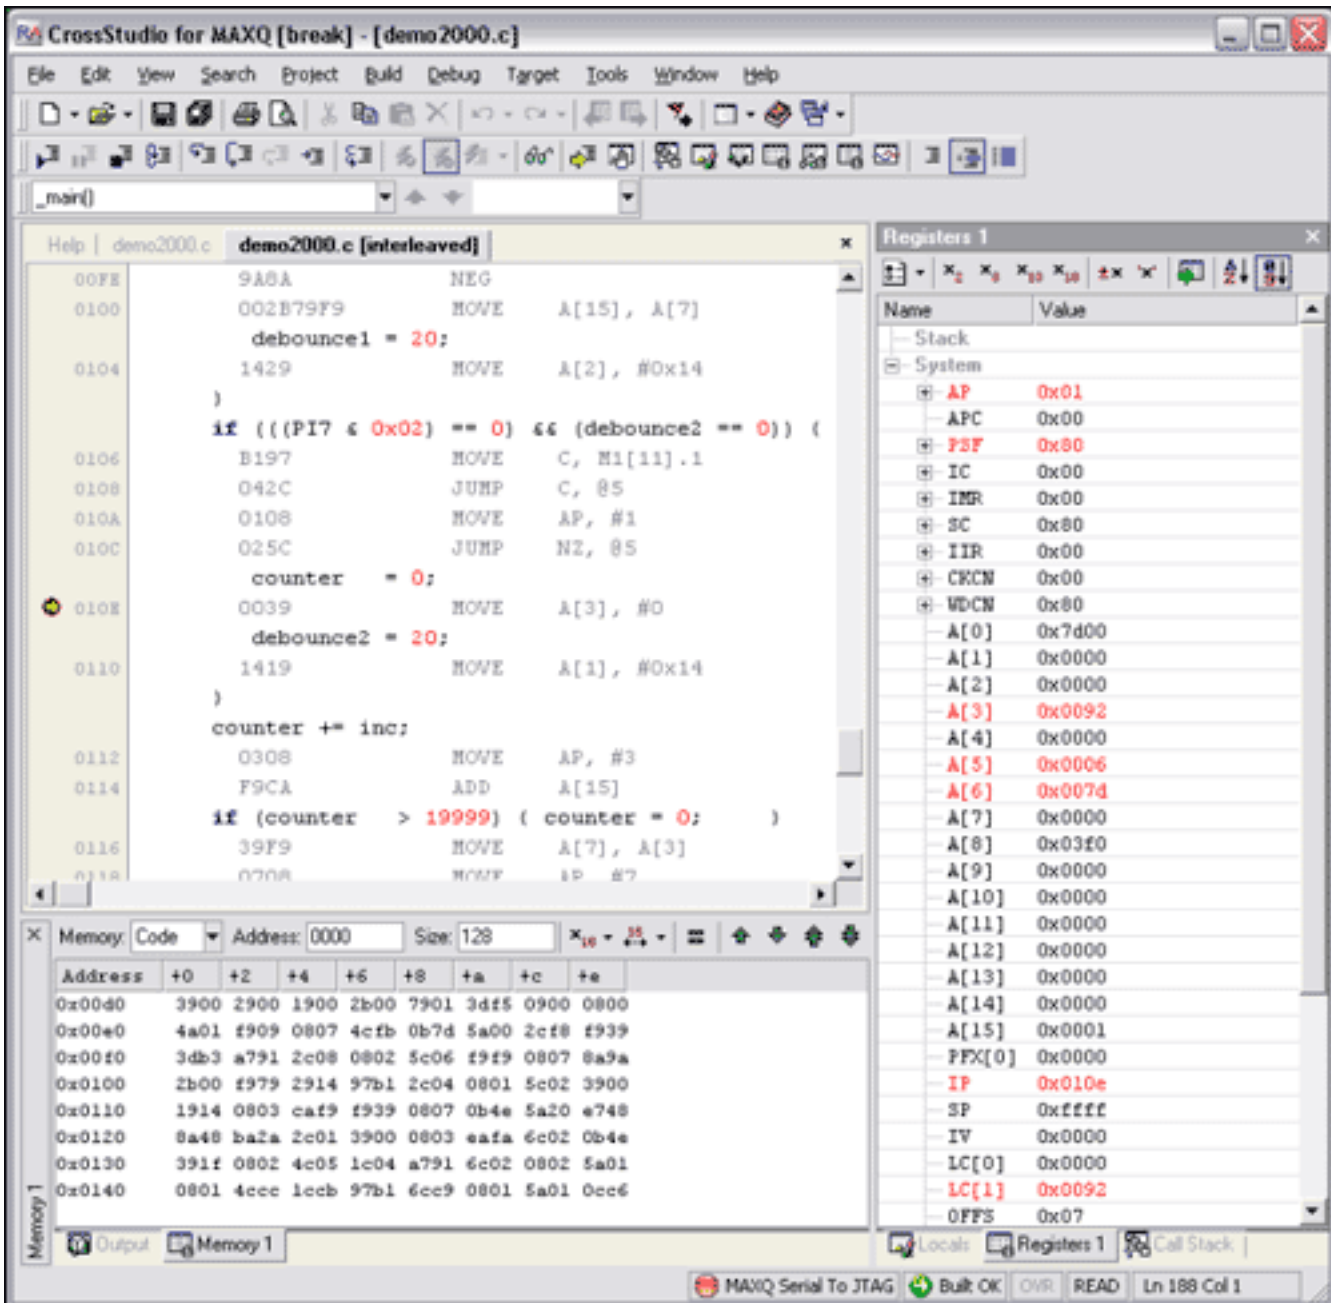 CrossStudio for MAXQ [break] - [demo2000.c]
File Edit View Search Project Build Debug Target Tools Window Help
_main()
Help | demo2000.c demo2000.c [interleaved]
00FE 9A8A NEG
0100 002B79F9 MOVE A[15], A[7]
debounce1 = 20;
0104 1429 MOVE A[2], #0x14
}
if (((PI7 & 0x02) == 0) && (debounce2 == 0)) {
0106 B197 MOVE C, M1[11].1
0108 042C JUMP C, @5
010A 0108 MOVE AP, #1
010C 025C JUMP NZ, @5
counter = 0;
010E 0039 MOVE A[3], #0
debounce2 = 20;
0110 1419 MOVE A[1], #0x14
}
counter += inc;
0112 0308 MOVE AP, #3
0114 F9CA ADD A[15]
if (counter > 19999) { counter = 0; }
0116 39F9 MOVE A[7], A[3]
0118 0708 MOVE AP #7
Memory: Code Address: 0000 Size: 128
Address +0 +2 +4 +6 +8 +a +c +e
0x00d0 3900 2900 1900 2b00 7901 3df5 0900 0800
0x00e0 4a01 f909 0807 4cfb 0b7d 5a00 2cf8 f939
0x00f0 3db3 a791 2c08 0802 5c06 f9f9 0807 8a9a
0x0100 2b00 f979 2914 97b1 2c04 0801 5c02 3900
0x0110 1914 0803 caf9 f939 0807 0b4e 5a20 e748
0x0120 8a48 ba2a 2c01 3900 0803 eafa 6c02 0b4e
0x0130 391f 0802 4c05 1c04 a791 6c02 0802 5a01
0x0140 0801 4ccc 1ccb 97b1 6cc9 0801 5a01 0cc6
Memory 1
Output Memory 1
Registers 1
Name Value
Stack
System
AP 0x01
APC 0x00
PSF 0x80
IC 0x00
IMR 0x00
SC 0x80
IIR 0x00
CKCN 0x00
WDCN 0x80
A[0] 0x7d00
A[1] 0x0000
A[2] 0x0000
A[3] 0x0092
A[4] 0x0000
A[5] 0x0006
A[6] 0x007d
A[7] 0x0000
A[8] 0x03f0
A[9] 0x0000
A[10] 0x0000
A[11] 0x0000
A[12] 0x0000
A[13] 0x0000
A[14] 0x0000
A[15] 0x0001
PFX[0] 0x0000
IP 0x010e
SP 0xffff
IV 0x0000
LC[0] 0x0000
LC[1] 0x0092
OFFS 0x07
Locals Registers 1 Call Stack |
MAXQ Serial To JTAG Built OK OVR READ Ln 188 Col 1